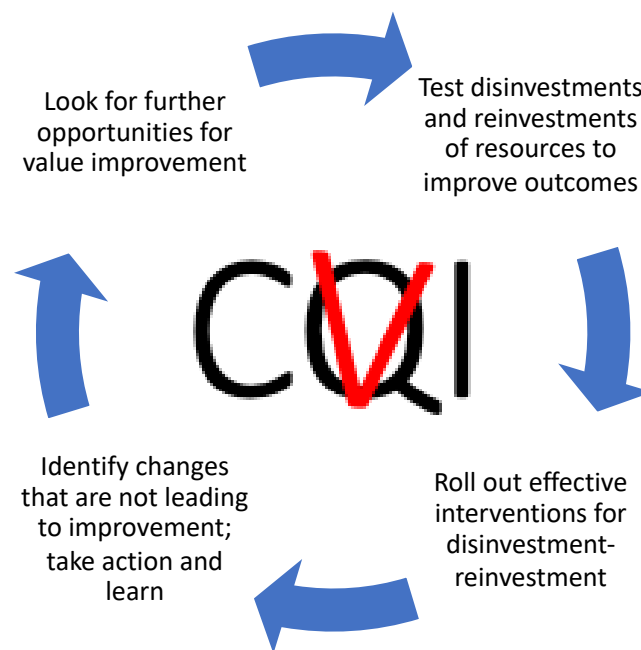 Look for further
opportunities for
value improvement
Test disinvestments
and reinvestments
of resources to
improve outcomes
CQI
V
Identify changes
that are not leading
to improvement;
take action and
learn
Roll out effective
interventions for
disinvestment-
reinvestment